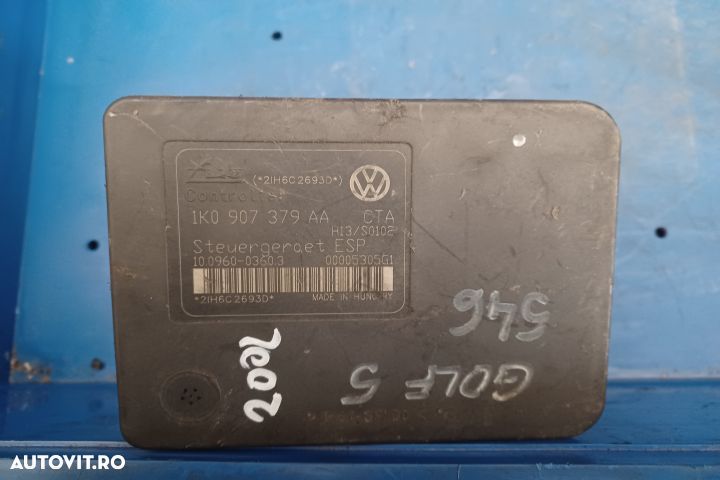 (*2IH6C2693D*)
Controller
1K0 907 379 AA CTA
H13/S0102
Steuergeraet ESP
10.0960-0360.3 00005305G1
*2IH6C2693D*
MADE IN HUNGARY
546
GOLF 5
AUTOVIT.RO